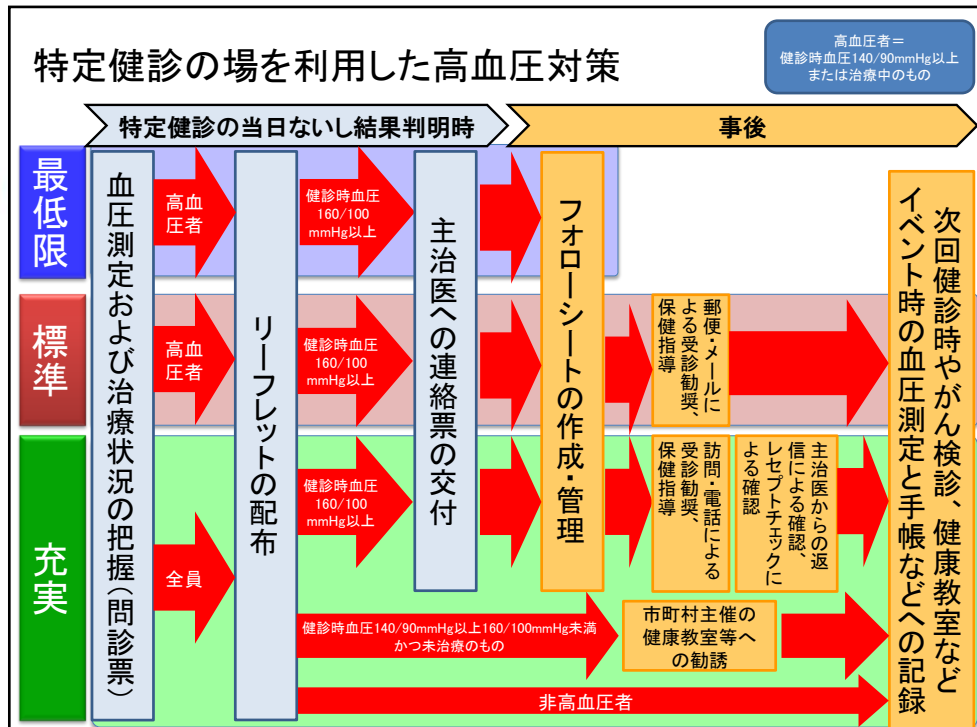 特定健診の場を利用した高血圧対策
高血圧者＝
健診時血圧140/90mmHg以上
または治療中のもの
特定健診の当日ないし結果判明時
事後
最低限
標準
充実
血圧測定および治療状況の把握(問診票)
高血
圧者
高血
圧者
全員
リーフレットの配布
健診時血圧
160/100
mmHg以上
健診時血圧
160/100
mmHg以上
健診時血圧
160/100
mmHg以上
主治医への連絡票の交付
フォローシートの作成・管理
郵便・メールに
よる受診勧奨、
保健指導
訪問・電話による
受診勧奨、
保健指導
主治医からの返
信による確認、
レセプトチェックに
よる確認
健診時血圧140/90mmHg以上160/100mmHg未満
かつ未治療のもの
市町村主催の
健康教室等へ
の勧誘
非高血圧者
次回健診時やがん検診、健康教室など
イベント時の血圧測定と手帳などへの記録